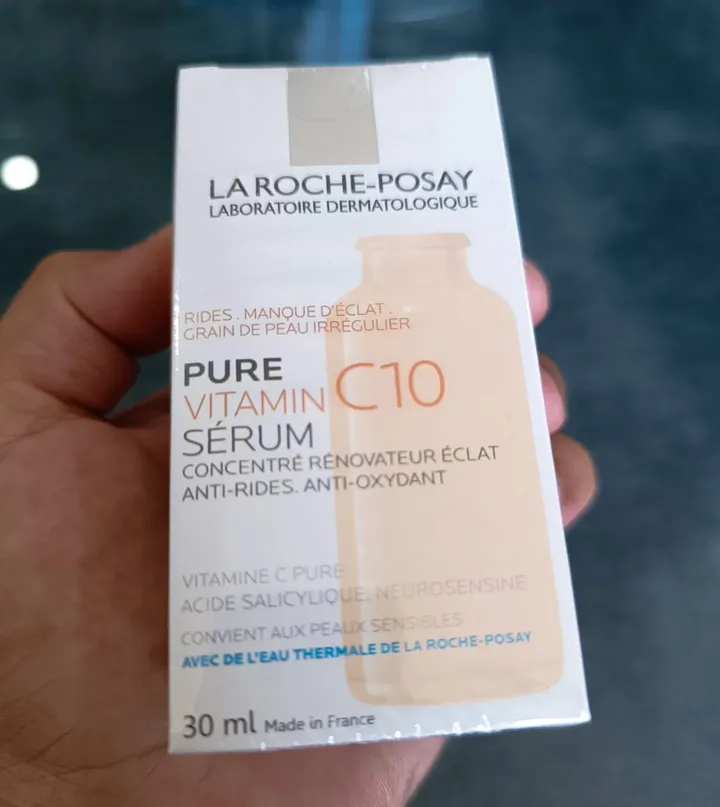 LA ROCHE-POSAY
LABORATOIRE DERMATOLOGIQUE
RIDES . MANQUE D'ÉCLAT .
GRAIN DE PEAU IRRÉGULIER
PURE
VITAMIN C10
SÉRUM
CONCENTRÉ RÉNOVATEUR ÉCLAT
ANTI-RIDES. ANTI-OXYDANT
VITAMINE C PURE
ACIDE SALICYLIQUE. NEUROSENSINE
CONVIENT AUX PEAUX SENSIBLES
AVEC DE L'EAU THERMALE DE LA ROCHE-POSAY
30 ml Made in France